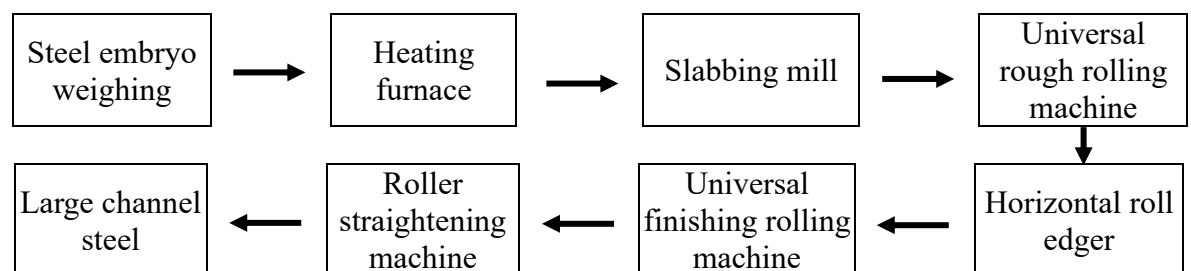 Steel embryo
weighing
Heating
furnace
Slabbing mill
Universal
rough rolling
machine
Horizontal roll
edger
Universal
finishing rolling
machine
Roller
straightening
machine
Large channel
steel